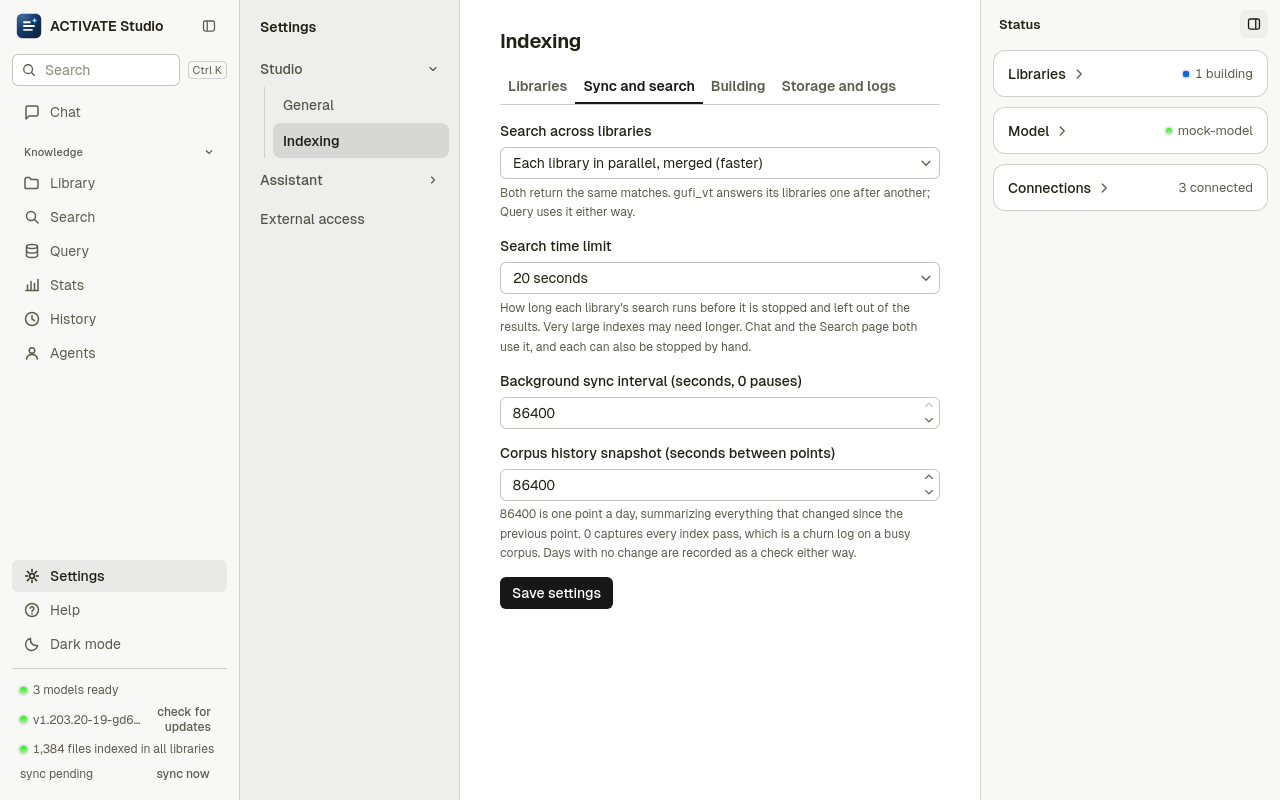 ACTIVATE Studio
Search
Ctrl K
Chat
Knowledge
Library
Search
Query
Stats
History
Agents
Settings
Help
Dark mode
3 models ready
v1.203.20-19-gd6…
check for updates
1,384 files indexed in all libraries
sync pending
sync now
Settings
Studio
General
Indexing
Assistant
External access
Indexing
Libraries
Sync and search
Building
Storage and logs
Search across libraries
Each library in parallel, merged (faster)
Both return the same matches. gufi_vt answers its libraries one after another;
Query uses it either way.
Search time limit
20 seconds
How long each library's search runs before it is stopped and left out of the
results. Very large indexes may need longer. Chat and the Search page both
use it, and each can also be stopped by hand.
Background sync interval (seconds, 0 pauses)
86400
Corpus history snapshot (seconds between points)
86400
86400 is one point a day, summarizing everything that changed since the
previous point. 0 captures every index pass, which is a churn log on a busy
corpus. Days with no change are recorded as a check either way.
Save settings
Status
Libraries
1 building
Model
mock-model
Connections
3 connected